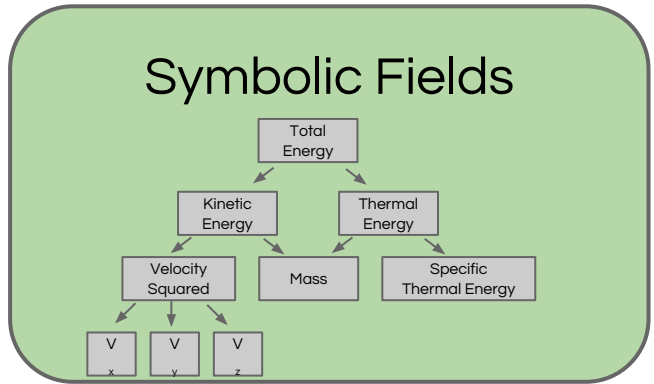 Symbolic Fields
Total
Energy
Kinetic
Energy
Thermal
Energy
Velocity
Squared
Mass
Specific
Thermal Energy
V
x
V
y
V
z